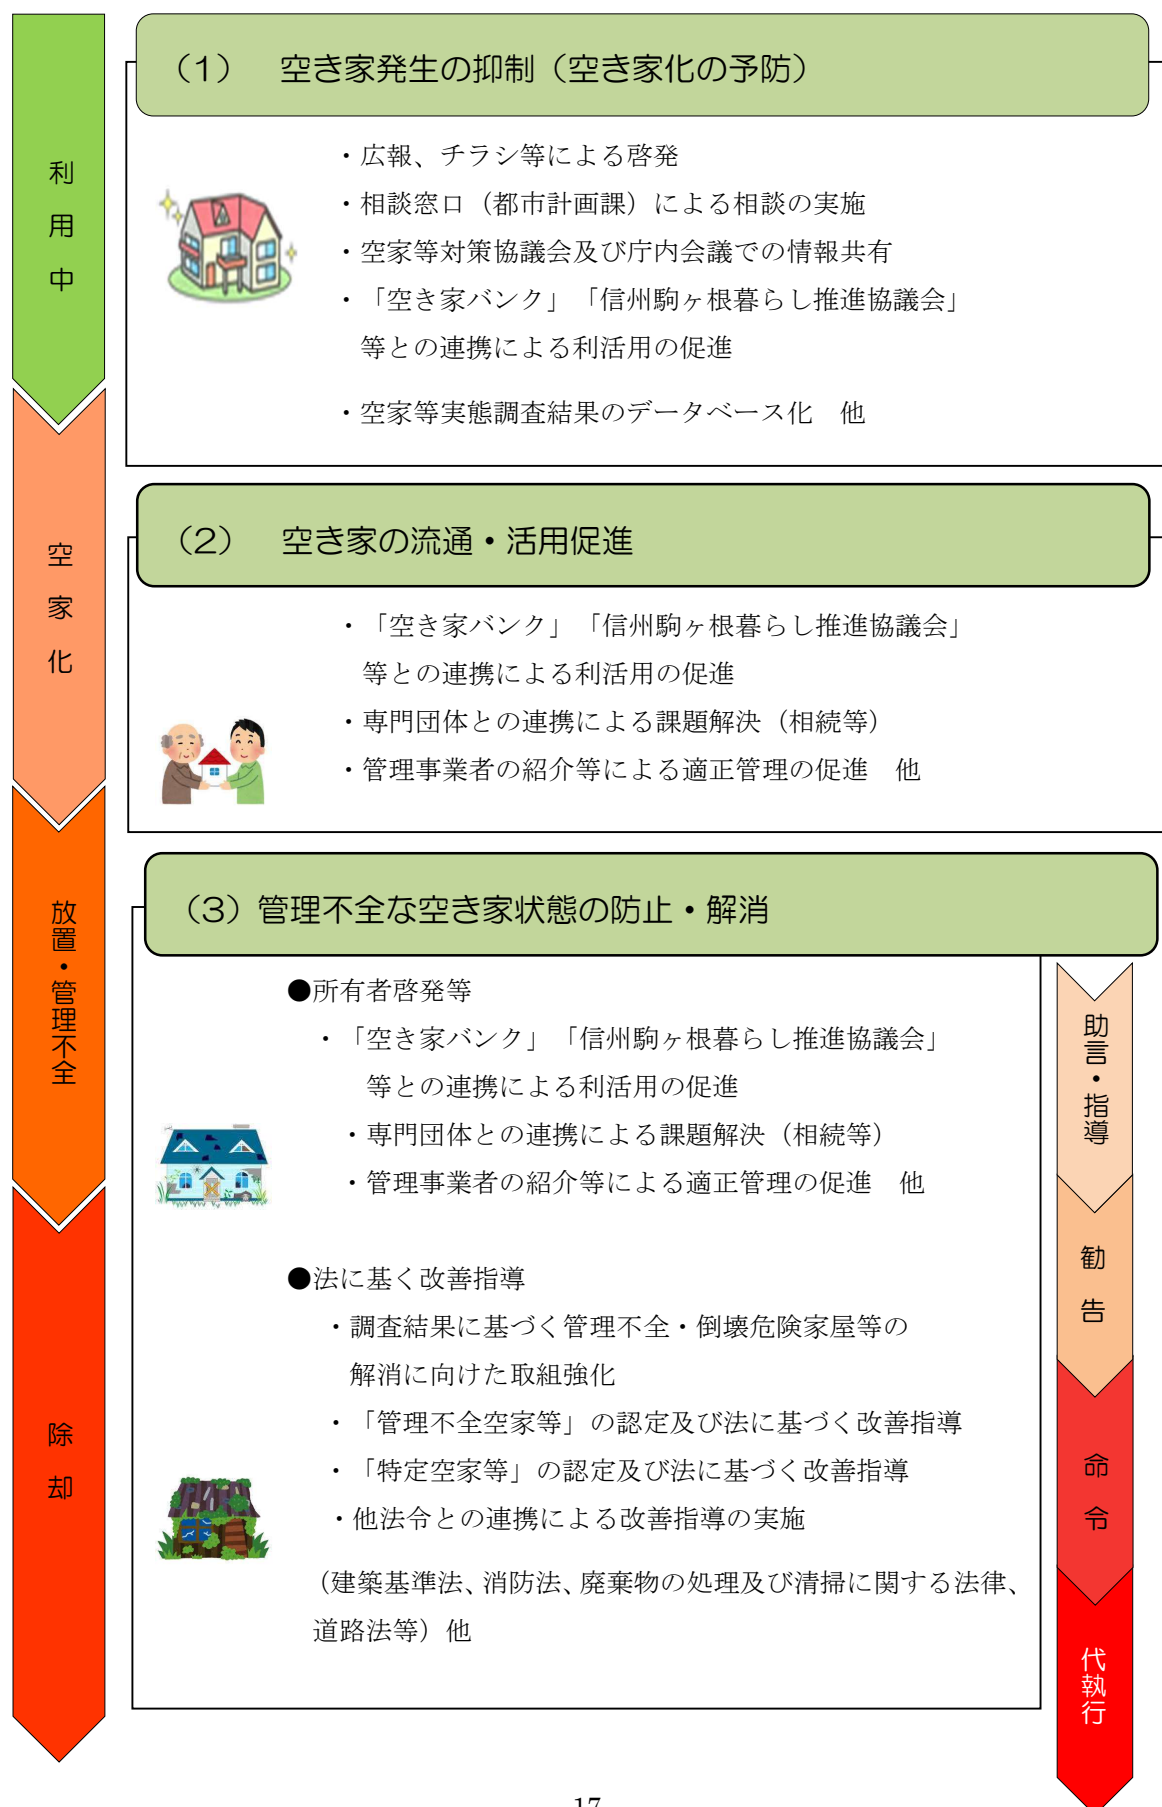 利用中
空家化
放置・管理不全
除却
（1）　空き家発生の抑制（空き家化の予防）
・広報、チラシ等による啓発
・相談窓口（都市計画課）による相談の実施
・空家等対策協議会及び庁内会議での情報共有
・「空き家バンク」「信州駒ヶ根暮らし推進協議会」
等との連携による利活用の促進
・空家等実態調査結果のデータベース化　他
（2）　空き家の流通・活用促進
・「空き家バンク」「信州駒ヶ根暮らし推進協議会」
等との連携による利活用の促進
・専門団体との連携による課題解決（相続等）
・管理事業者の紹介等による適正管理の促進　他
（3）管理不全な空き家状態の防止・解消
●所有者啓発等
・「空き家バンク」「信州駒ヶ根暮らし推進協議会」
等との連携による利活用の促進
・専門団体との連携による課題解決（相続等）
・管理事業者の紹介等による適正管理の促進　他
●法に基く改善指導
・調査結果に基づく管理不全・倒壊危険家屋等の
解消に向けた取組強化
・「管理不全空家等」の認定及び法に基づく改善指導
・「特定空家等」の認定及び法に基づく改善指導
・他法令との連携による改善指導の実施
（建築基準法、消防法、廃棄物の処理及び清掃に関する法律、
道路法等）他
助言・指導
勧告
命令
代執行
17